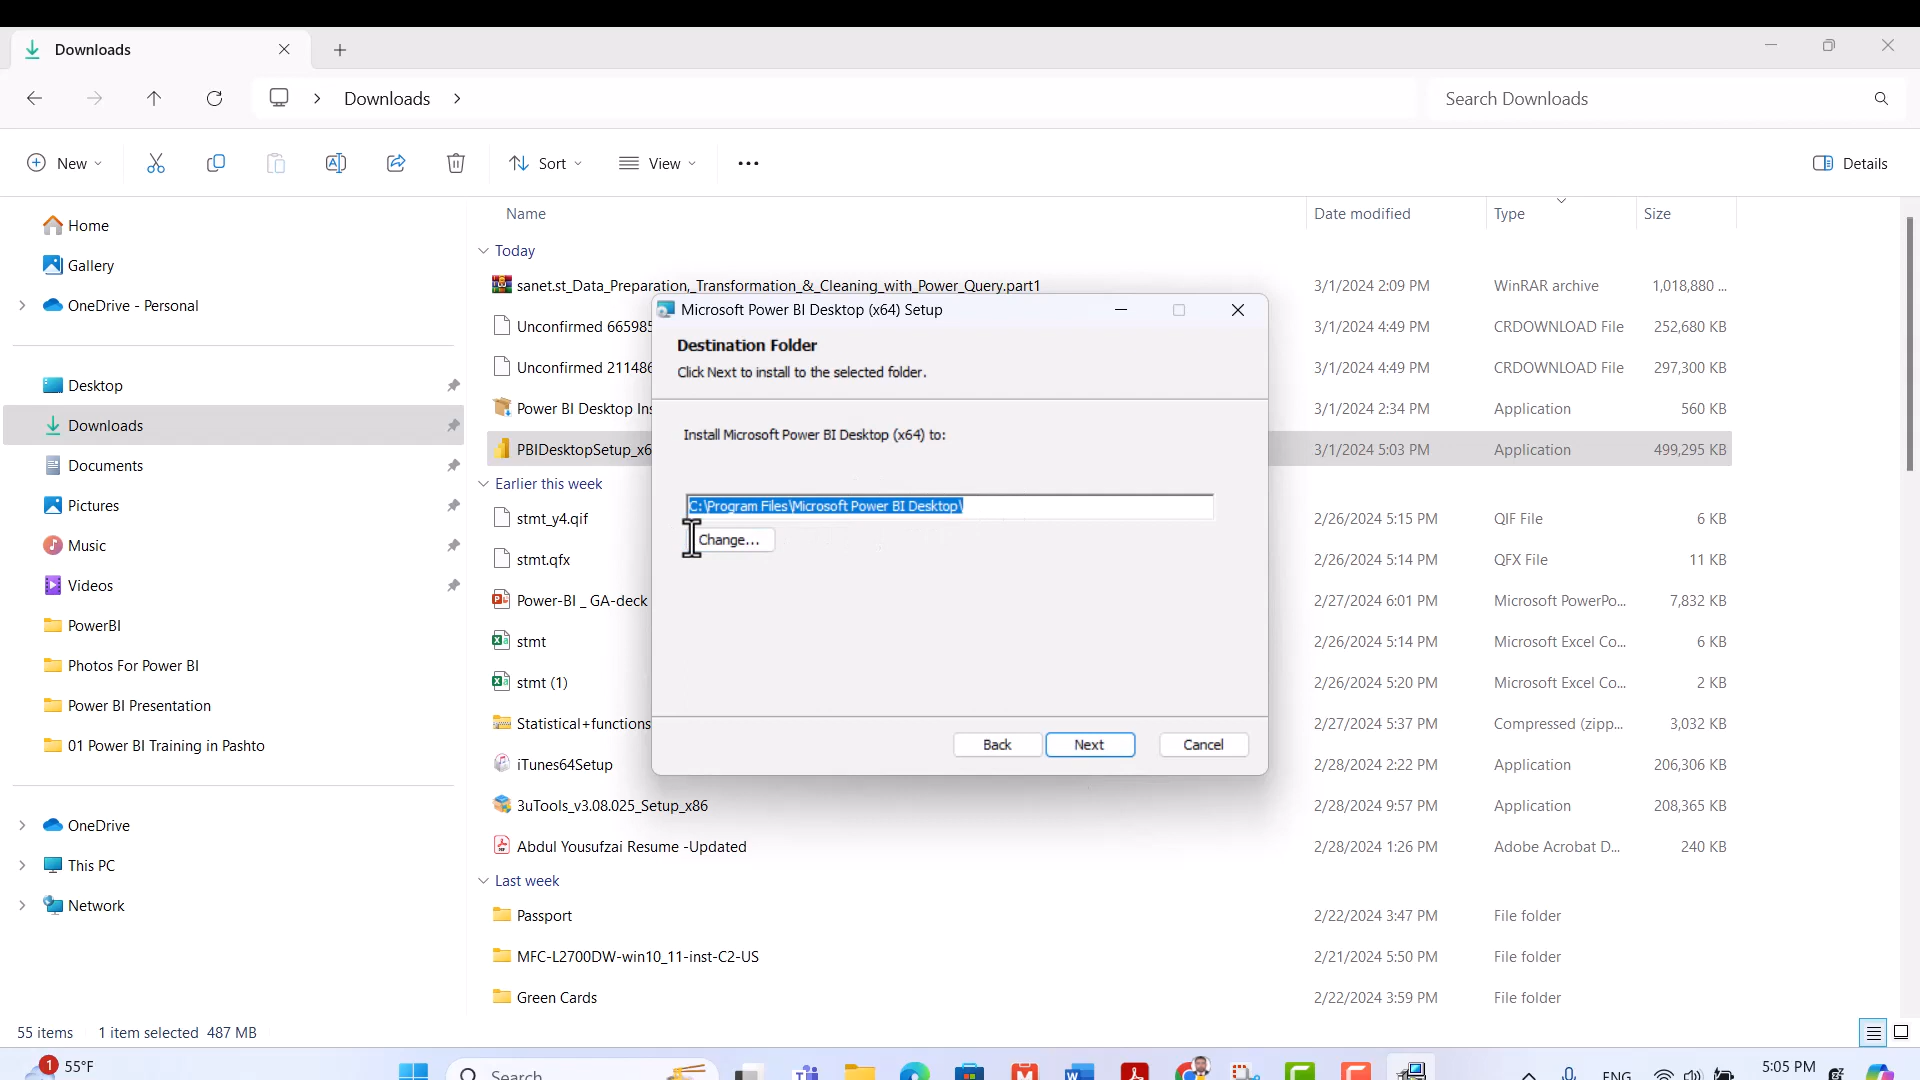 Downloads
Downloads
Search Downloads
New
Sort
View
Details
Name
Date modified
Type
Size
Today
sanet.st_Data_Preparation,_Transformation_&_Cleaning_with_Power_Query.part1
3/1/2024 2:09 PM
WinRAR archive
1,018,880 ...
Unconfirmed 665985
3/1/2024 4:49 PM
CRDOWNLOAD File
252,680 KB
Unconfirmed 211486
3/1/2024 4:49 PM
CRDOWNLOAD File
297,300 KB
Power BI Desktop Ins
3/1/2024 2:34 PM
Application
560 KB
PBIDesktopSetup_x6
3/1/2024 5:03 PM
Application
499,295 KB
Earlier this week
stmt_y4.qif
2/26/2024 5:15 PM
QIF File
6 KB
stmt.qfx
2/26/2024 5:14 PM
QFX File
11 KB
Power-BI _ GA-deck
2/27/2024 6:01 PM
Microsoft PowerPo...
7,832 KB
stmt
2/26/2024 5:14 PM
Microsoft Excel Co...
6 KB
stmt (1)
2/26/2024 5:20 PM
Microsoft Excel Co...
2 KB
Statistical+functions
2/27/2024 5:37 PM
Compressed (zipp...
3,032 KB
iTunes64Setup
2/28/2024 2:22 PM
Application
206,306 KB
3uTools_v3.08.025_Setup_x86
2/28/2024 9:57 PM
Application
208,365 KB
Abdul Yousufzai Resume -Updated
2/28/2024 1:26 PM
Adobe Acrobat D...
240 KB
Last week
Passport
2/22/2024 3:47 PM
File folder
MFC-L2700DW-win10_11-inst-C2-US
2/21/2024 5:50 PM
File folder
Green Cards
2/22/2024 3:59 PM
File folder
Home
Gallery
OneDrive - Personal
Desktop
Downloads
Documents
Pictures
Music
Videos
PowerBI
Photos For Power BI
Power BI Presentation
01 Power BI Training in Pashto
OneDrive
This PC
Network
Microsoft Power BI Desktop (x64) Setup
Destination Folder
Click Next to install to the selected folder.
Install Microsoft Power BI Desktop (x64) to:
C:\Program Files\Microsoft Power BI Desktop\
Change...
Back
Next
Cancel
55 items
1 item selected 487 MB
1
55°F
Search
ENG
5:05 PM